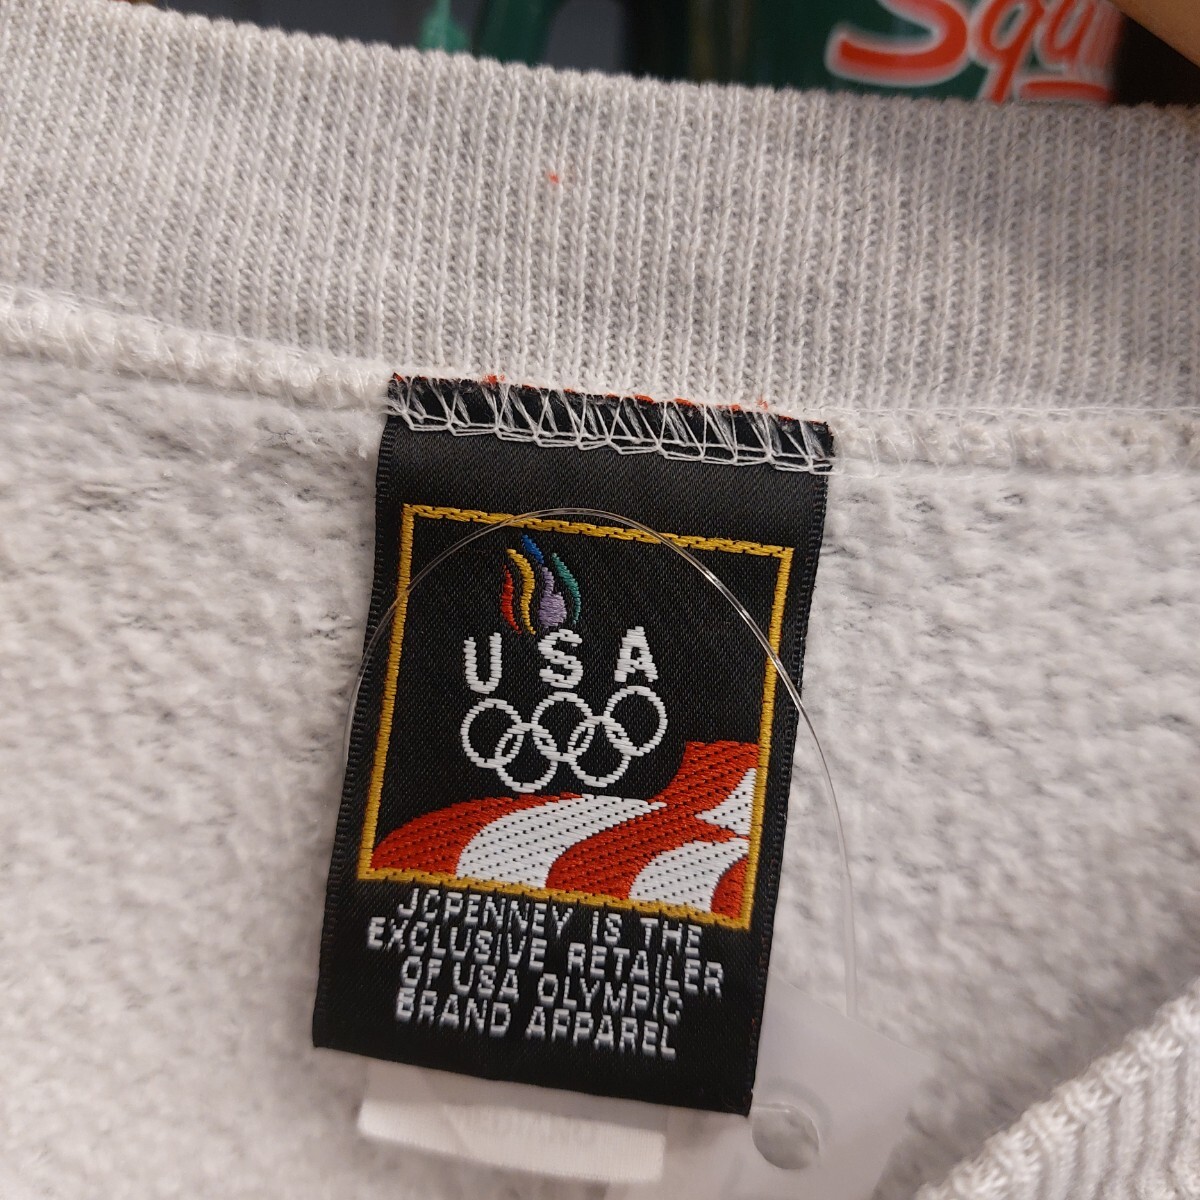 USA
JCPENNEY IS THE
EXCLUSIVE RETAILER
OF USA OLYMPIC
BRAND APPAREL